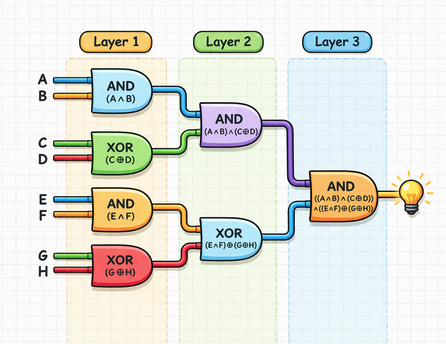 Layer 1
Layer 2
Layer 3
A
B
AND
(A∧B)
C
D
XOR
(C⊕D)
E
F
AND
(E∧F)
G
H
XOR
(G⊕H)
AND
(A∧B)∧(C⊕D)
XOR
(E∧F)⊕(G⊕H)
AND
((A∧B)∧(C⊕D))
∧((E∧F)⊕(G⊕H))